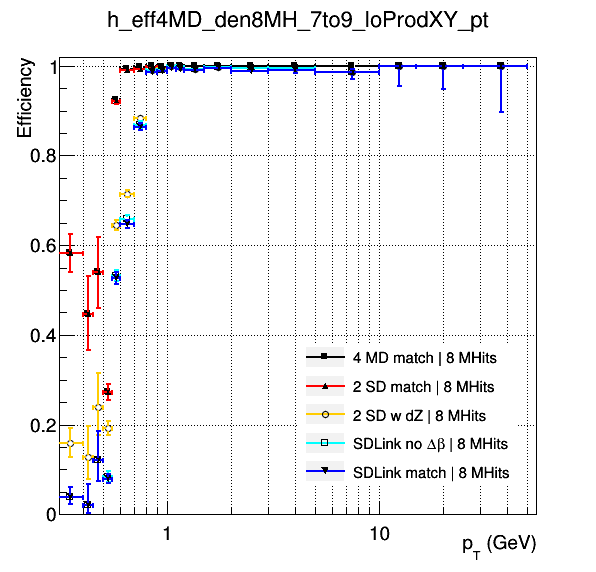 h_eff4MD_den8MH_7to9_loProdXY_pt
Efficiency
1
0.8
0.6
0.4
0.2
0
4 MD match | 8 MHits
2 SD match | 8 MHits
2 SD w dZ | 8 MHits
SDLink no Δβ | 8 MHits
SDLink match | 8 MHits
1
10
p_T (GeV)